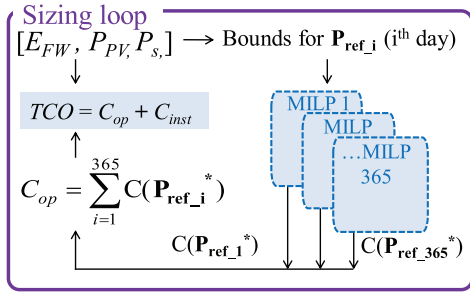 Sizing loop
[E_FW, P_PV, P_s,] → Bounds for P_ref_i (i^th day)
MILP 1
MILP
...MILP
365
TCO = C_op + C_inst
C_op = ∑_{i=1}^{365} C(P_ref_i^*)
C(P_ref_1^*)
C(P_ref_365^*)